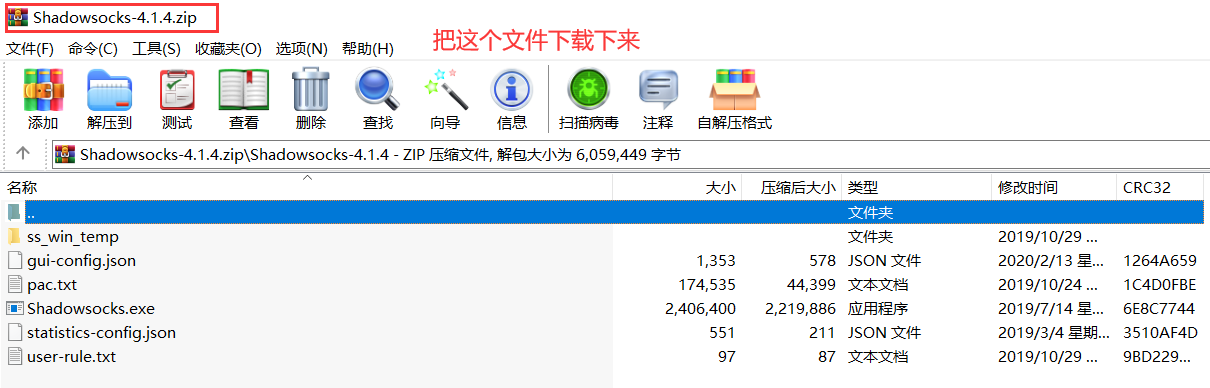 Shadowsocks-4.1.4.zip
文件(F) 命令(C) 工具(S) 收藏夹(O) 选项(N) 帮助(H)
把这个文件下载下来
添加 解压到 测试 查看 删除 查找 向导 信息 扫描病毒 注释 自解压格式
Shadowsocks-4.1.4.zip\Shadowsocks-4.1.4 - ZIP 压缩文件, 解包大小为 6,059,449 字节
名称 大小 压缩后大小 类型 修改时间 CRC32
.. 文件夹
ss_win_temp 文件夹 2019/10/29 ...
gui-config.json 1,353 578 JSON 文件 2020/2/13 星... 1264A659
pac.txt 174,535 44,399 文本文档 2019/10/24 ... 1C4D0FBE
Shadowsocks.exe 2,406,400 2,219,886 应用程序 2019/7/14 星... 6E8C7744
statistics-config.json 551 211 JSON 文件 2019/3/4 星期... 3510AF4D
user-rule.txt 97 87 文本文档 2019/10/29 ... 9BD229...